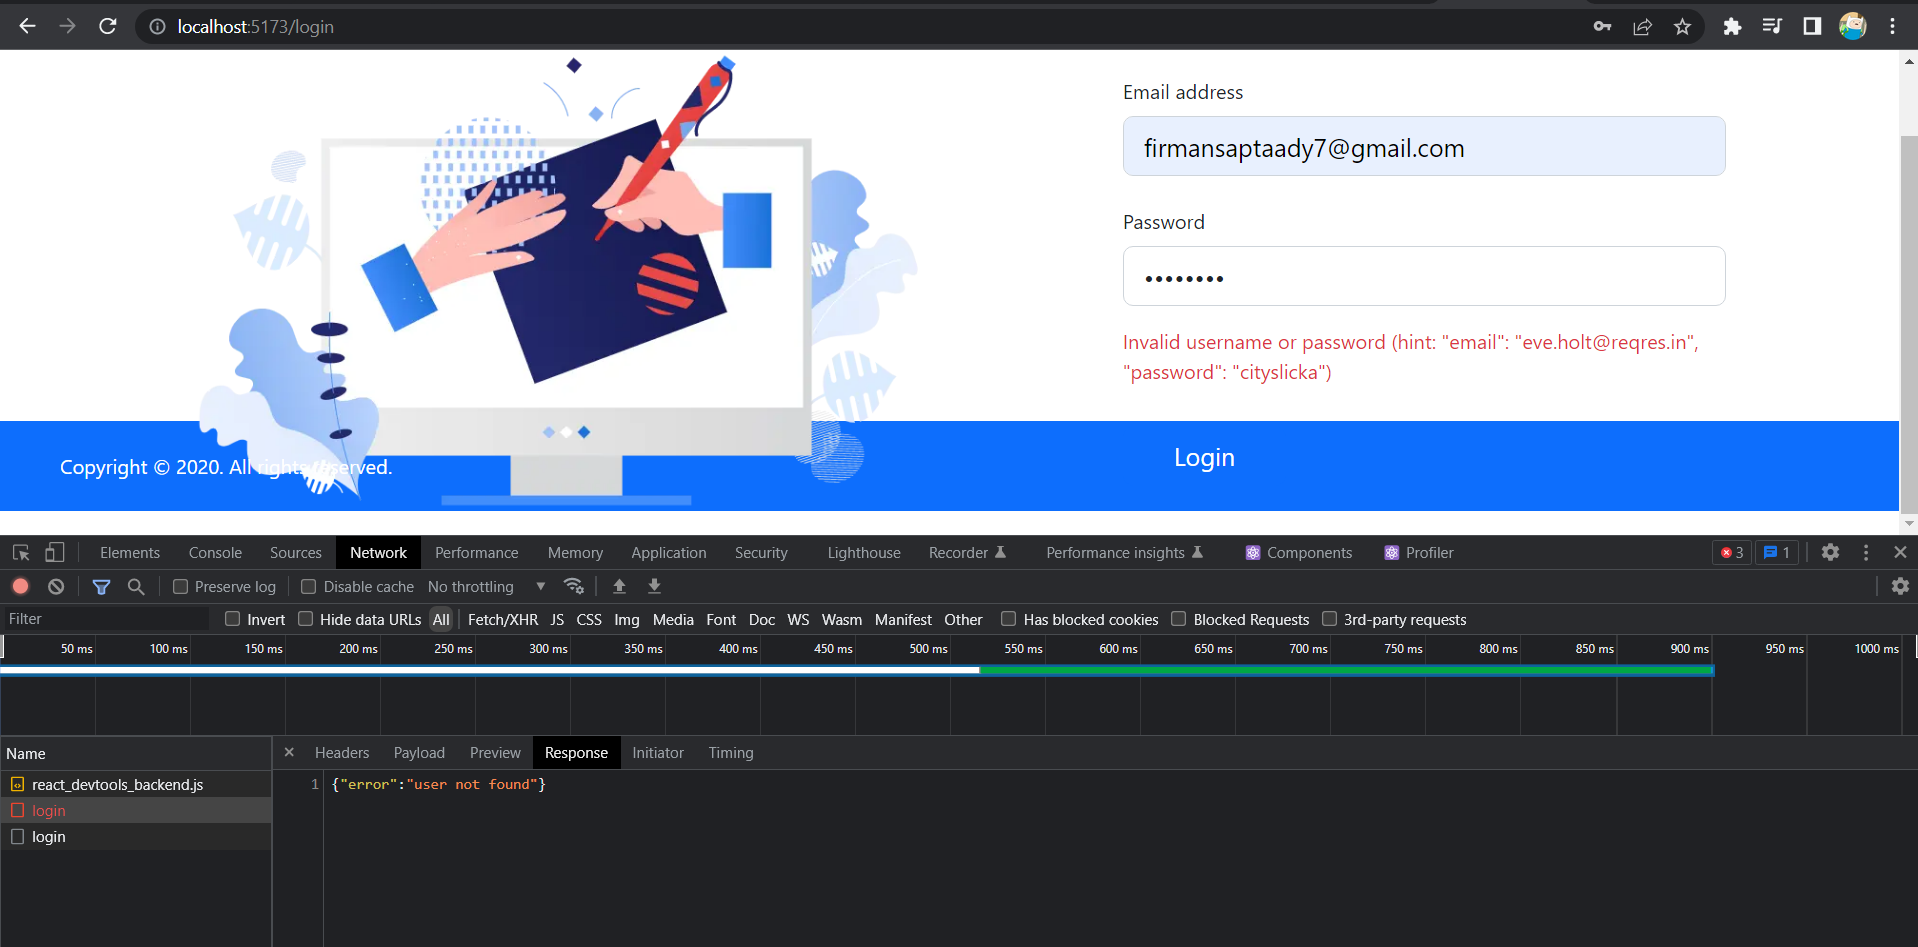 localhost:5173/login
Email address
firmansaptaady7@gmail.com
Password
••••••••
Invalid username or password (hint: "email": "eve.holt@reqres.in",
"password": "cityslicka")
Copyright © 2020. All rights reserved.
Login
Elements Console Sources Network Performance Memory Application Security Lighthouse Recorder Performance insights Components Profiler 3 1
Preserve log Disable cache No throttling
Filter Invert Hide data URLs All Fetch/XHR JS CSS Img Media Font Doc WS Wasm Manifest Other Has blocked cookies Blocked Requests 3rd-party requests
50 ms 100 ms 150 ms 200 ms 250 ms 300 ms 350 ms 400 ms 450 ms 500 ms 550 ms 600 ms 650 ms 700 ms 750 ms 800 ms 850 ms 900 ms 950 ms 1000 ms
Name
Headers Payload Preview Response Initiator Timing
react_devtools_backend.js
login
login
1 {"error":"user not found"}